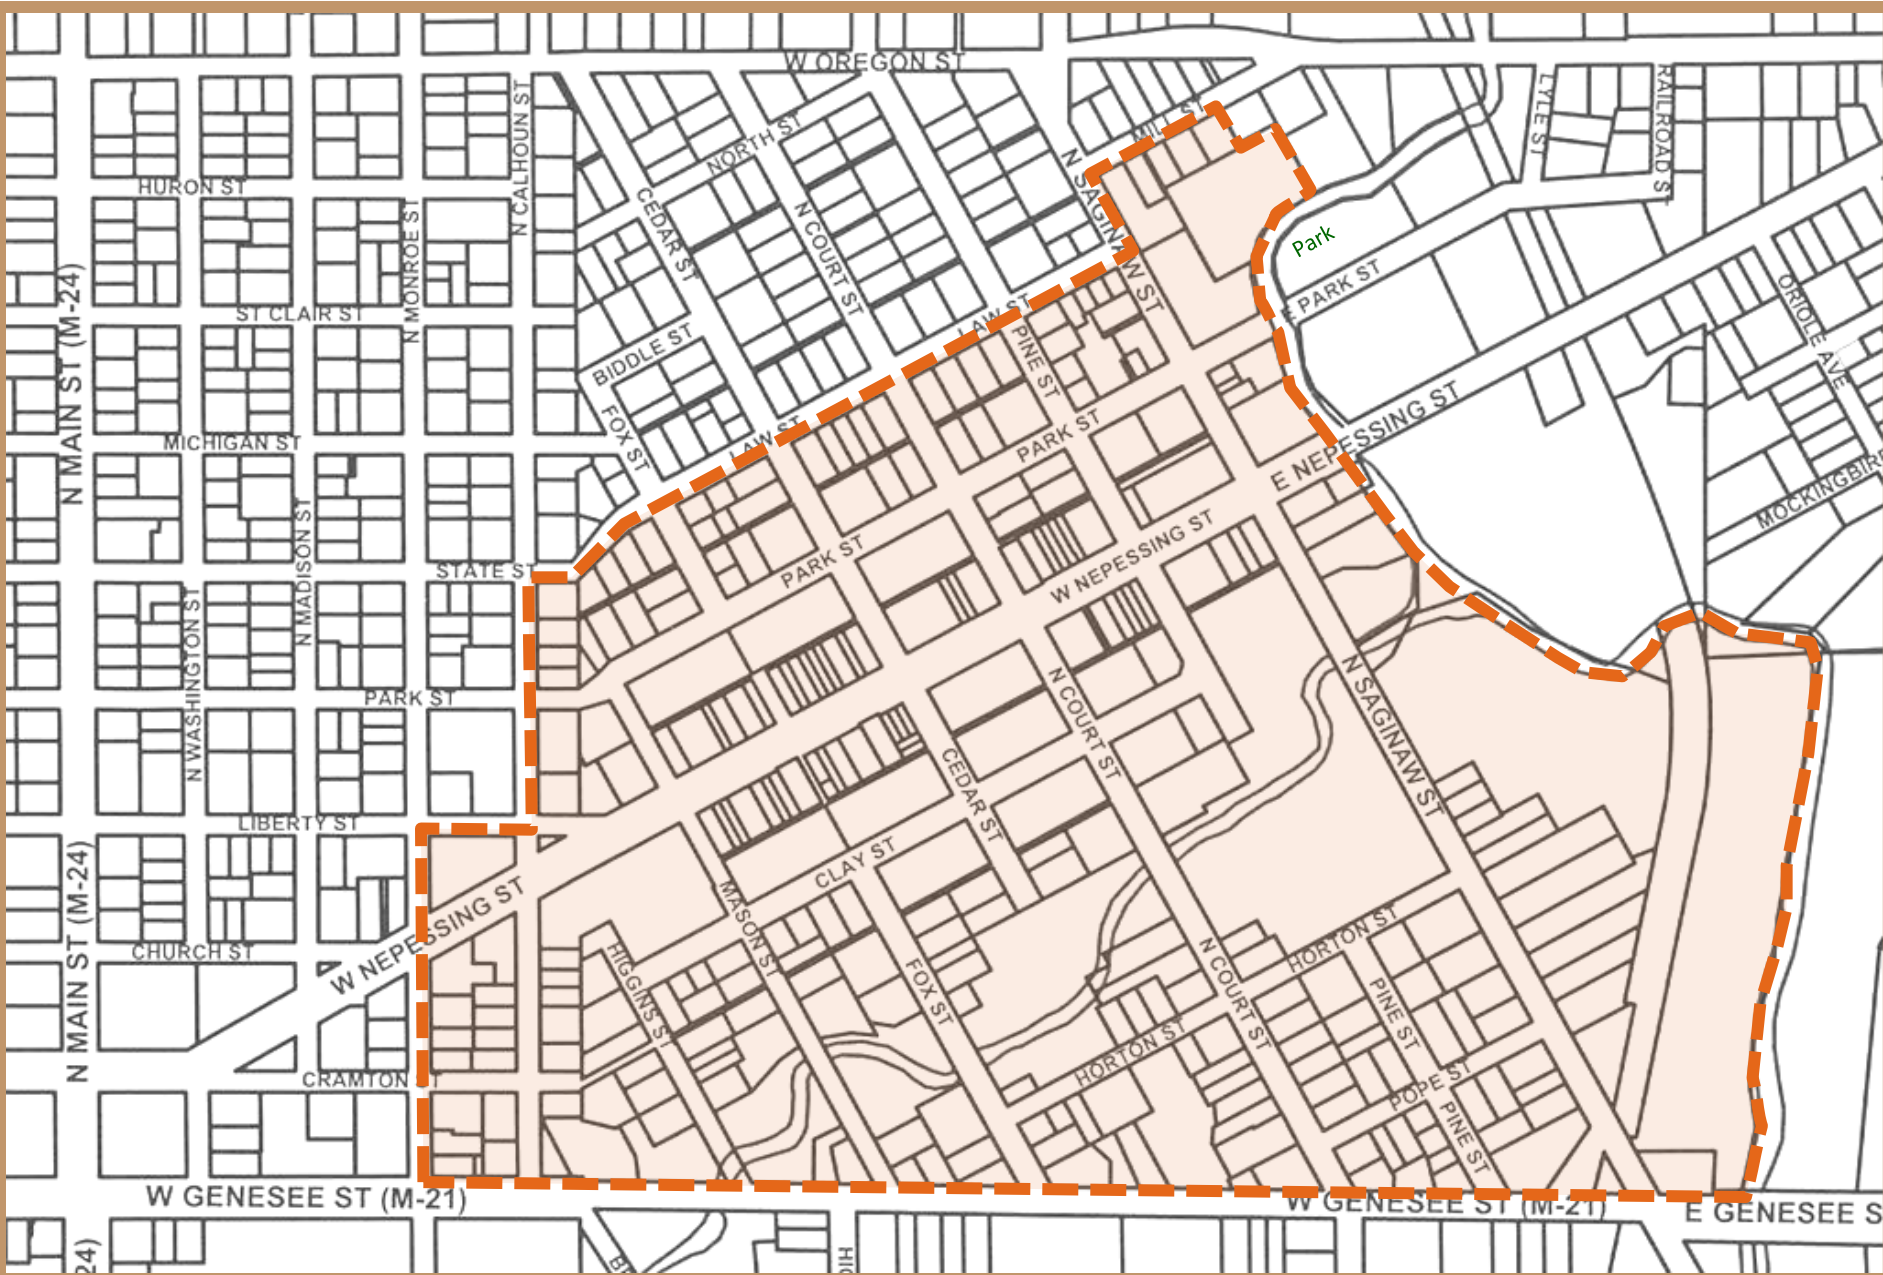 W OREGON ST
N CALHOUN ST
MILL ST
LYLE ST
RAILROAD S
NORTH ST
HURON ST
CEDAR ST
N COURT ST
N SAGINAW ST
N MONROE ST
Park
E PARK ST
ORIOLE AVE
ST CLAIR ST
LAW ST
PINE ST
BIDDLE ST
N MAIN ST (M-24)
FOX ST
LAW ST
PARK ST
E NEPESSING ST
MICHIGAN ST
MOCKINGBIR
N MADISON ST
STATE ST
PARK ST
W NEPESSING ST
N WASHINGTON ST
PARK ST
N COURT ST
N SAGINAW ST
CEDAR ST
LIBERTY ST
N MAIN ST (M-24)
CLAY ST
W NEPESSING ST
MASON ST
CHURCH ST
HIGGINS ST
FOX ST
N COURT ST
HORTON ST
PINE ST
HORTON ST
CRAMTON ST
POPE ST
PINE ST
W GENESEE ST (M-21)
W GENESEE ST (M-21)
E GENESEE S
24)
HIG